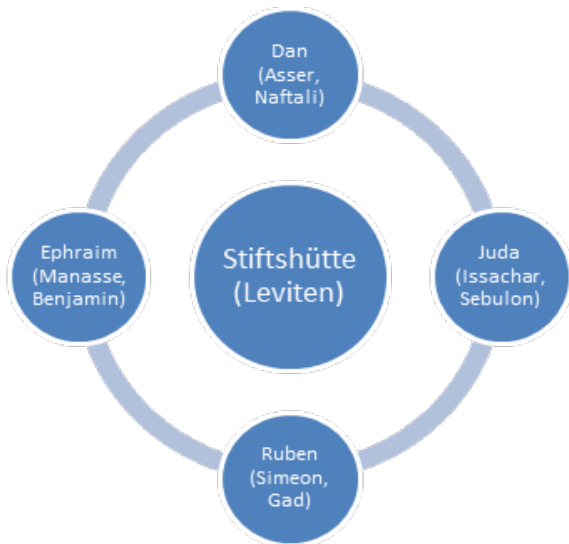 Dan
(Asser,
Naftali)
Ephraim
(Manasse,
Benjamin)
Stiftshütte
(Leviten)
Juda
(Issachar,
Sebulon)
Ruben
(Simeon,
Gad)